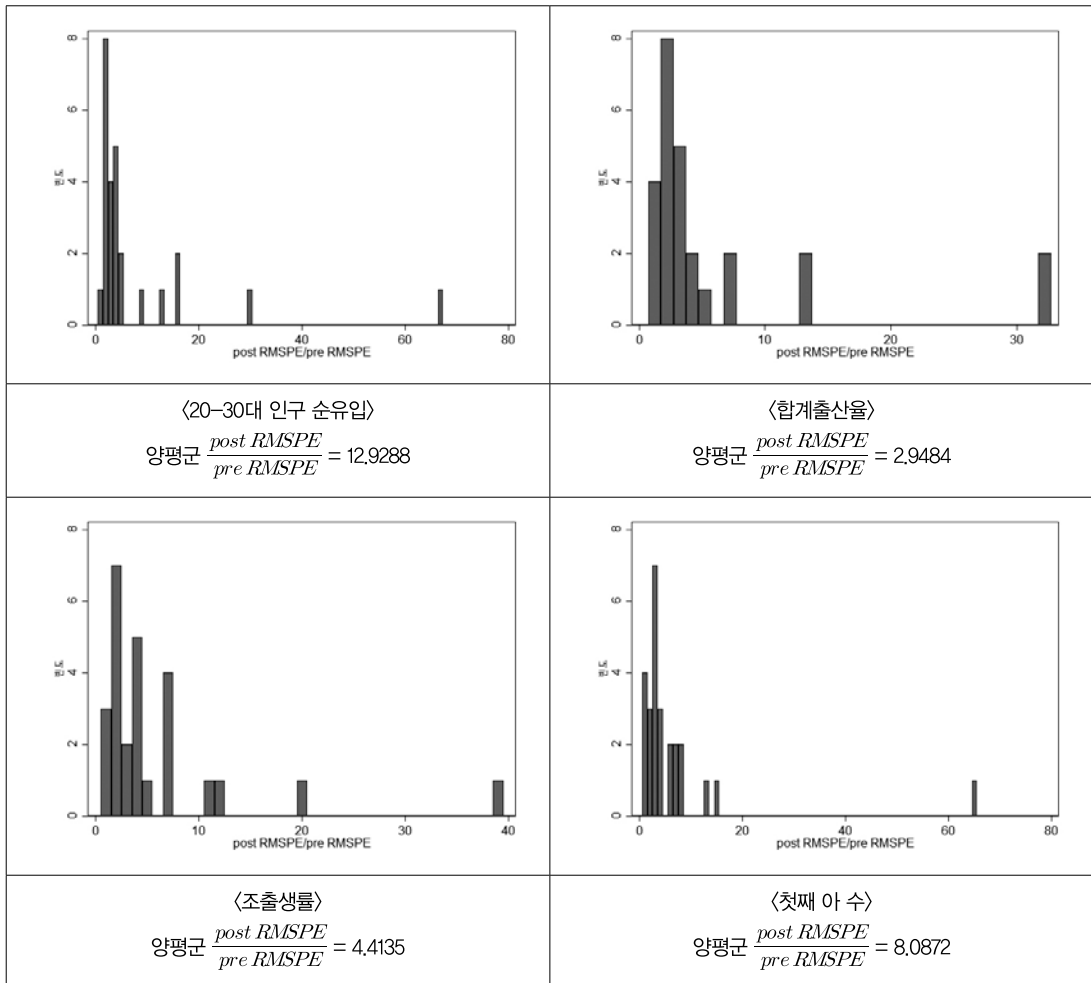 빈도
8
6
4
2
0
0 20 40 60 80
post RMSPE/pre RMSPE
빈도
8
6
4
2
0
0 10 20 30
post RMSPE/pre RMSPE
〈20-30대 인구 순유입〉
양평군 post RMSPE / pre RMSPE = 12.9288
〈합계출산율〉
양평군 post RMSPE / pre RMSPE = 2.9484
빈도
8
6
4
2
0
0 10 20 30 40
post RMSPE/pre RMSPE
빈도
8
6
4
2
0
0 20 40 60 80
post RMSPE/pre RMSPE
〈조출생률〉
양평군 post RMSPE / pre RMSPE = 4.4135
〈첫째 아 수〉
양평군 post RMSPE / pre RMSPE = 8.0872